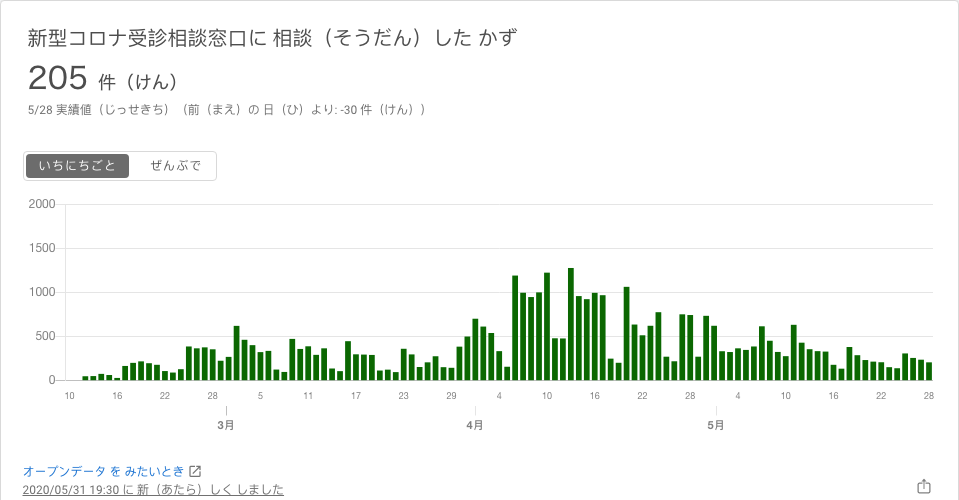 新型コロナ受診相談窓口に 相談（そうだん）した かず
205 件（けん）
5/28 実績値（じっせきち）（前（まえ）の 日（ひ）より: -30 件（けん））
いちにちごと ぜんぶで
2000
1500
1000
500
0
10 16 22 28 5 11 17 23 29 4 10 16 22 28 4 10 16 22 28
3月 4月 5月
オープンデータ を みたいとき
2020/05/31 19:30 に 新（あたら）しく しました